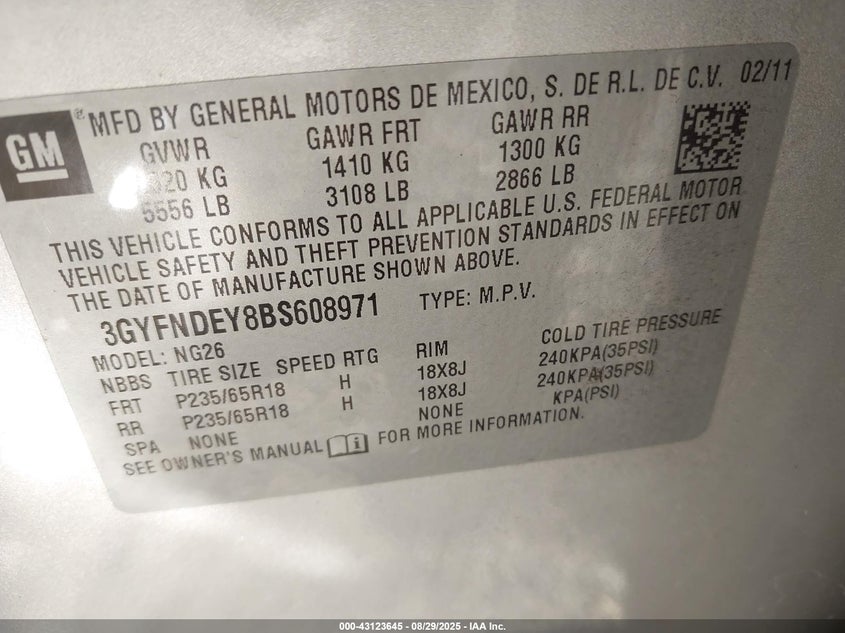 GM
® MFD BY GENERAL MOTORS DE MEXICO, S. DE R.L. DE C.V. 02/11
GVWR GAWR FRT GAWR RR
KG 1410 KG 1300 KG
5556 LB 3108 LB 2866 LB
THIS VEHICLE CONFORMS TO ALL APPLICABLE U.S. FEDERAL MOTOR
VEHICLE SAFETY AND THEFT PREVENTION STANDARDS IN EFFECT ON
THE DATE OF MANUFACTURE SHOWN ABOVE.
3GYFNDEY8BS608971 TYPE: M.P.V.
MODEL: NG26
NBBS TIRE SIZE SPEED RTG RIM COLD TIRE PRESSURE
FRT P235/65R18 H 18X8J 240KPA(35PSI)
RR P235/65R18 H 18X8J 240KPA(35PSI)
SPA NONE NONE KPA(PSI)
SEE OWNER'S MANUAL FOR MORE INFORMATION.
000-43123645 - 08/29/2025 - IAA Inc.